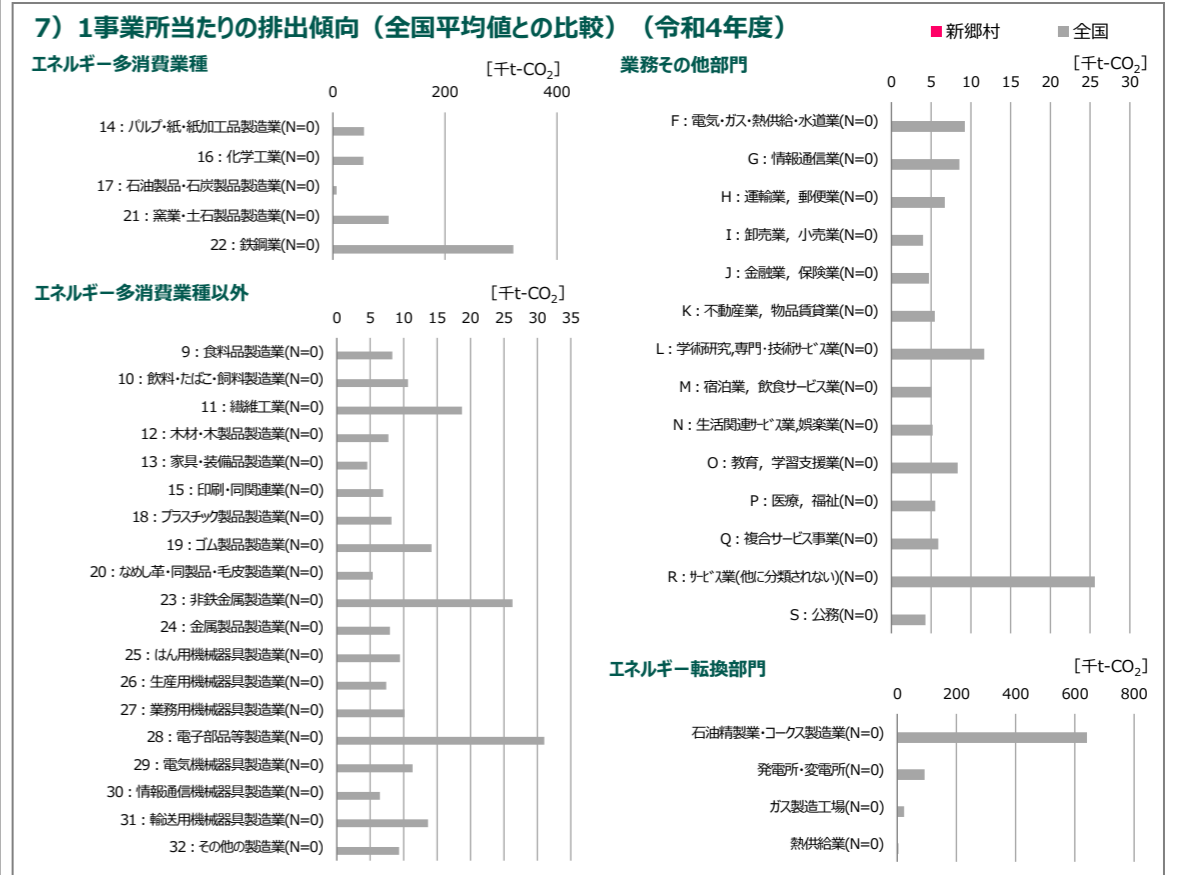 7）1事業所当たりの排出傾向（全国平均値との比較）（令和4年度）
■新郷村 ■全国
エネルギー多消費業種
[千t-CO2]
0 200 400
14：パルプ・紙・紙加工品製造業(N=0)
16：化学工業(N=0)
17：石油製品・石炭製品製造業(N=0)
21：窯業・土石製品製造業(N=0)
22：鉄鋼業(N=0)
エネルギー多消費業種以外
[千t-CO2]
0 5 10 15 20 25 30 35
9：食料品製造業(N=0)
10：飲料・たばこ・飼料製造業(N=0)
11：繊維工業(N=0)
12：木材・木製品製造業(N=0)
13：家具・装備品製造業(N=0)
15：印刷・同関連業(N=0)
18：プラスチック製品製造業(N=0)
19：ゴム製品製造業(N=0)
20：なめし革・同製品・毛皮製造業(N=0)
23：非鉄金属製造業(N=0)
24：金属製品製造業(N=0)
25：はん用機械器具製造業(N=0)
26：生産用機械器具製造業(N=0)
27：業務用機械器具製造業(N=0)
28：電子部品等製造業(N=0)
29：電気機械器具製造業(N=0)
30：情報通信機械器具製造業(N=0)
31：輸送用機械器具製造業(N=0)
32：その他の製造業(N=0)
業務その他部門
[千t-CO2]
0 5 10 15 20 25 30
F：電気・ガス・熱供給・水道業(N=0)
G：情報通信業(N=0)
H：運輸業，郵便業(N=0)
I：卸売業，小売業(N=0)
J：金融業，保険業(N=0)
K：不動産業，物品賃貸業(N=0)
L：学術研究,専門・技術サービス業(N=0)
M：宿泊業，飲食サービス業(N=0)
N：生活関連サービス業,娯楽業(N=0)
O：教育，学習支援業(N=0)
P：医療，福祉(N=0)
Q：複合サービス事業(N=0)
R：サービス業(他に分類されない)(N=0)
S：公務(N=0)
エネルギー転換部門
[千t-CO2]
0 200 400 600 800
石油精製業・コークス製造業(N=0)
発電所・変電所(N=0)
ガス製造工場(N=0)
熱供給業(N=0)